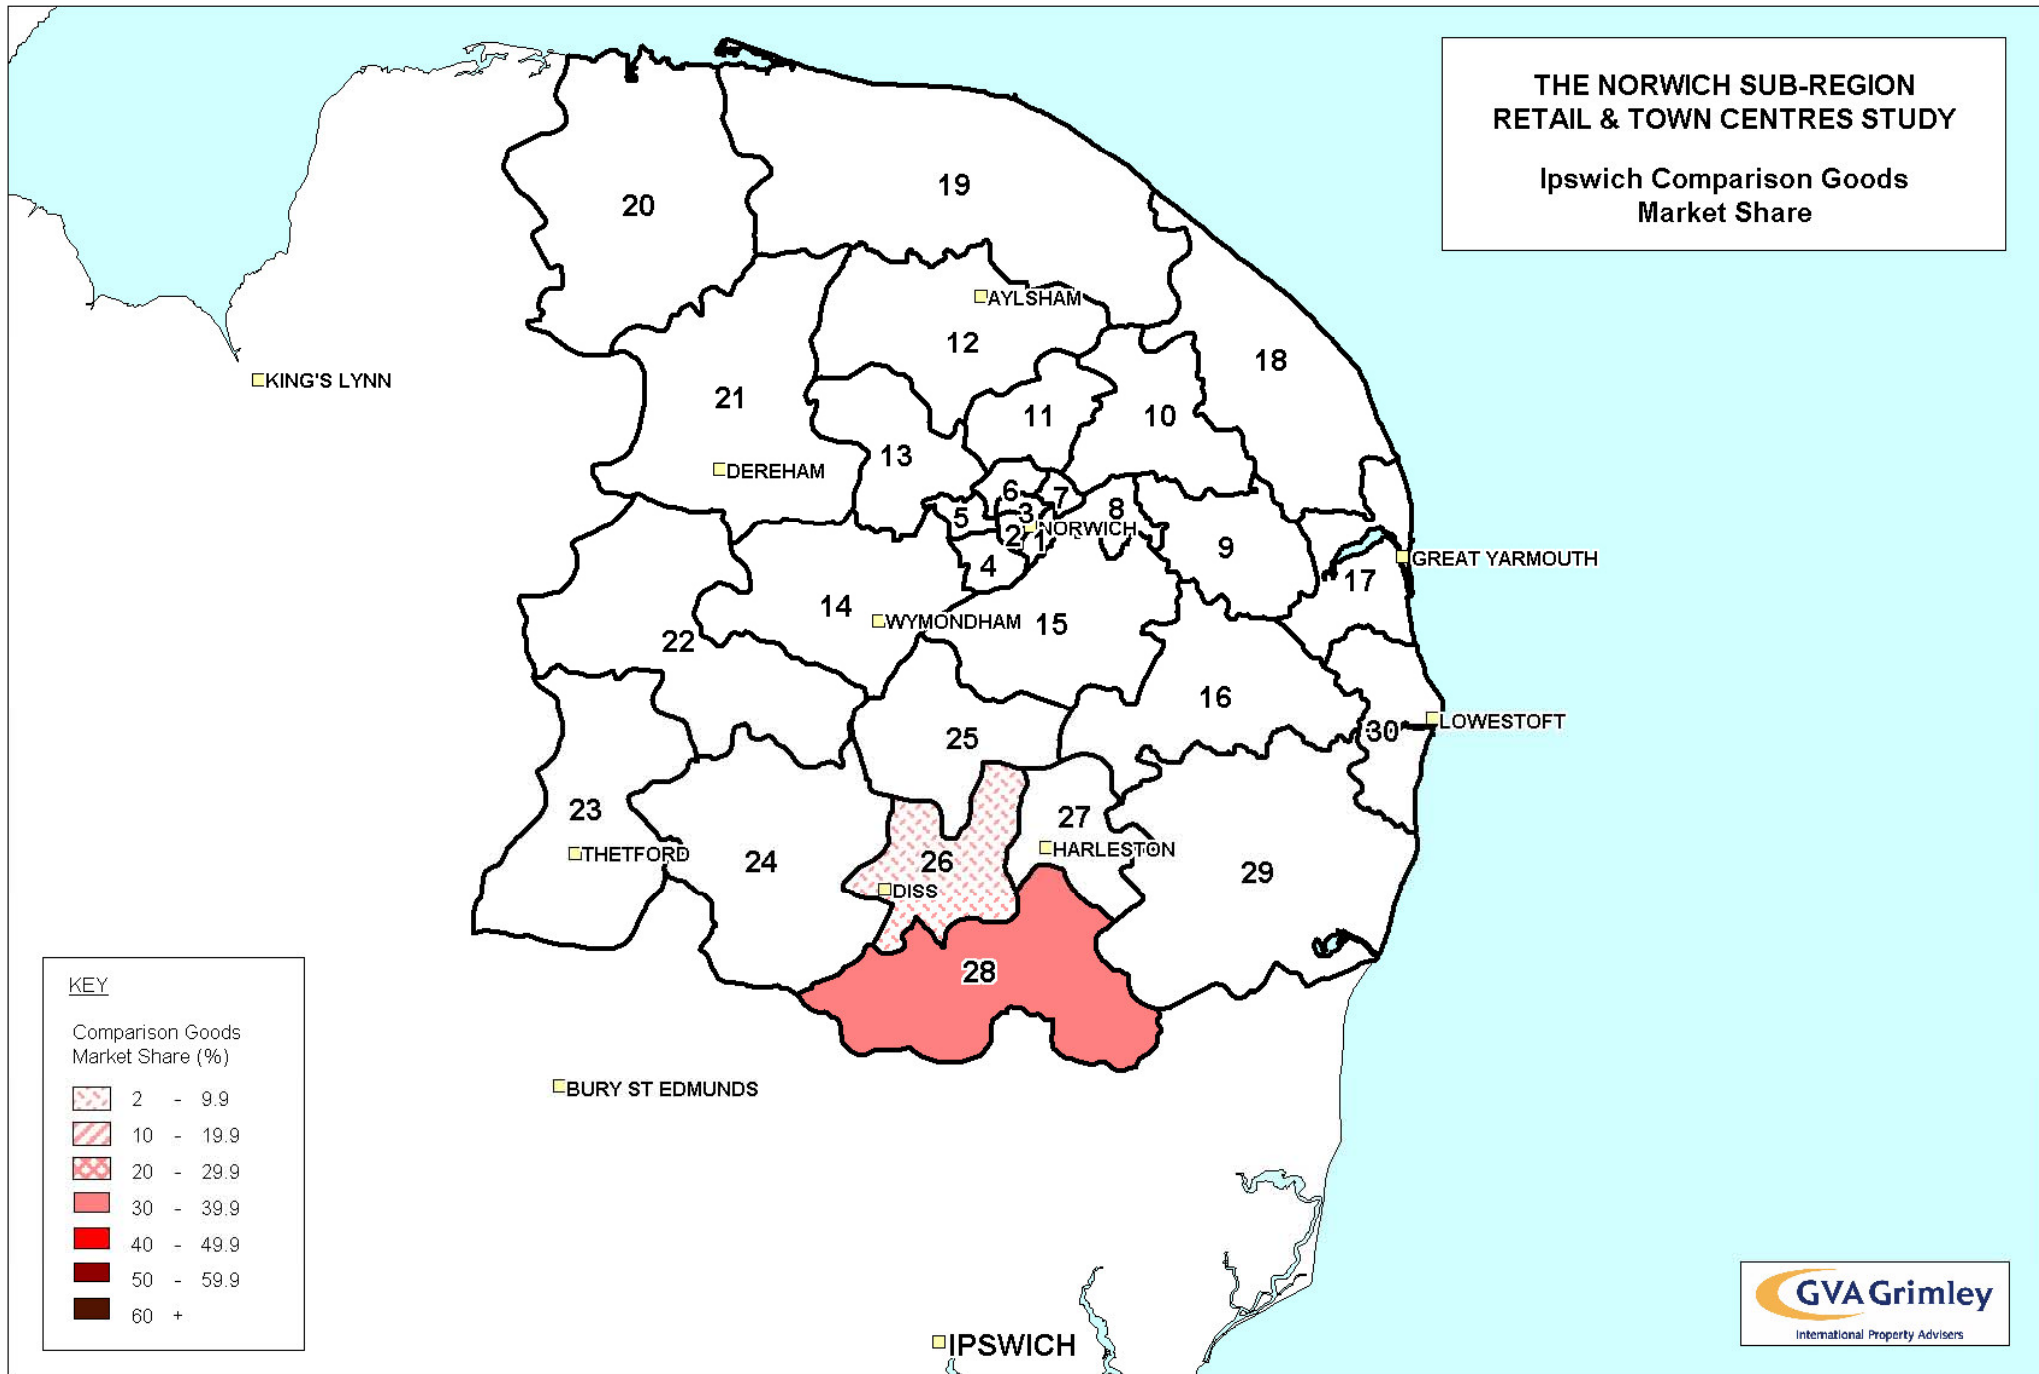 THE NORWICH SUB-REGION
RETAIL & TOWN CENTRES STUDY
Ipswich Comparison Goods
Market Share
20
19
AYLSHAM
12
18
KING'S LYNN
21
11
10
13
DEREHAM
6
7
5
3
8
NORWICH
2
1
9
4
GREAT YARMOUTH
17
14
WYMONDHAM
15
22
16
25
30
LOWESTOFT
23
27
THETFORD
24
26
HARLESTON
29
DISS
28
BURY ST EDMUNDS
IPSWICH
KEY
Comparison Goods
Market Share (%)
2 - 9.9
10 - 19.9
20 - 29.9
30 - 39.9
40 - 49.9
50 - 59.9
60 +
GVA Grimley
International Property Advisers